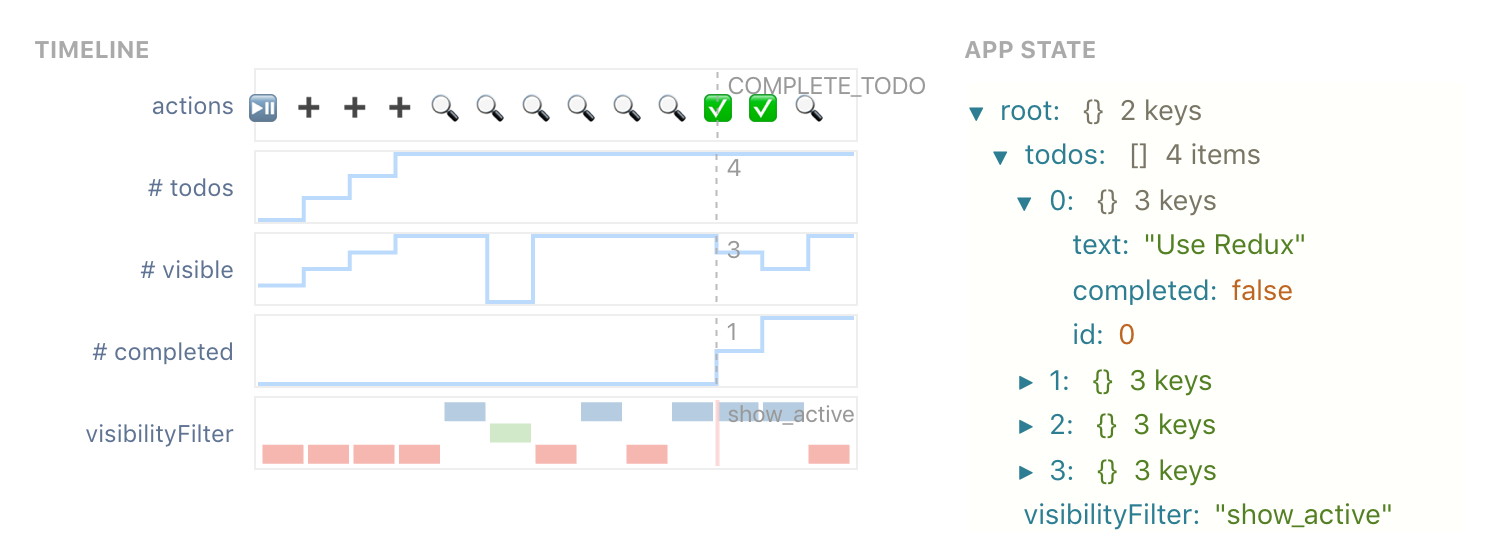 TIMELINE
actions
COMPLETE_TODO
# todos
4
# visible
3
# completed
1
visibilityFilter
show_active
APP STATE
▼ root: {} 2 keys
▼ todos: [] 4 items
▼ 0: {} 3 keys
text: "Use Redux"
completed: false
id: 0
▶ 1: {} 3 keys
▶ 2: {} 3 keys
▶ 3: {} 3 keys
visibilityFilter: "show_active"